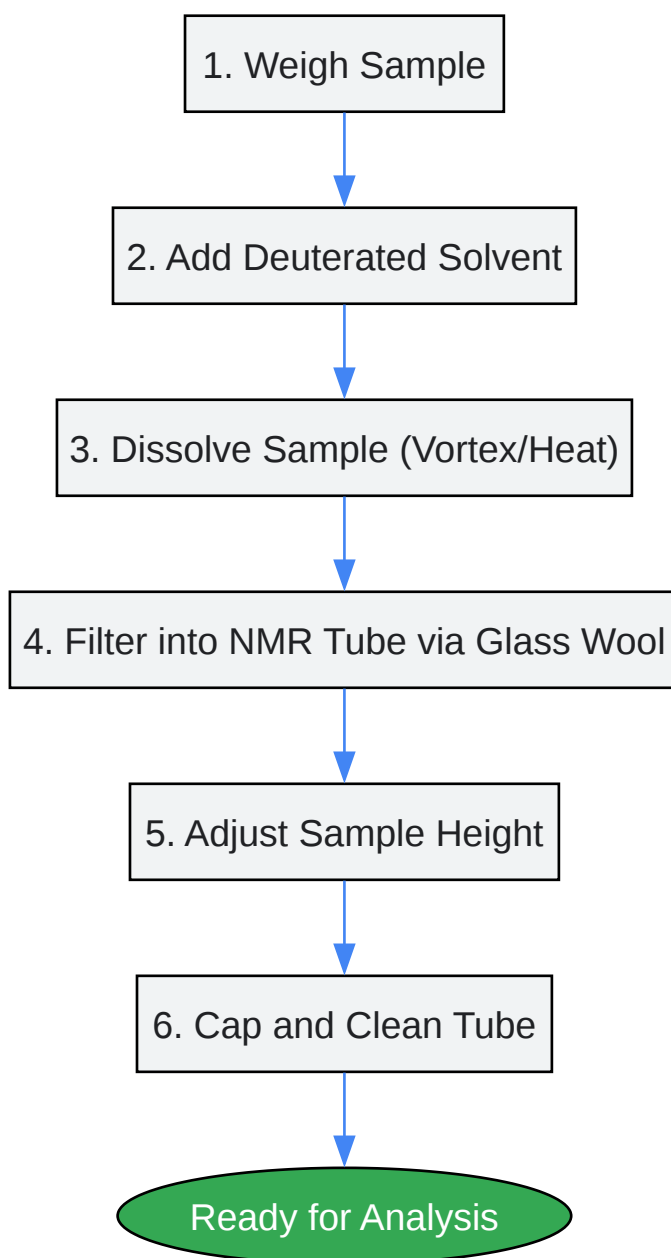 1. Weigh Sample
2. Add Deuterated Solvent
3. Dissolve Sample (Vortex/Heat)
4. Filter into NMR Tube via Glass Wool
5. Adjust Sample Height
6. Cap and Clean Tube
Ready for Analysis